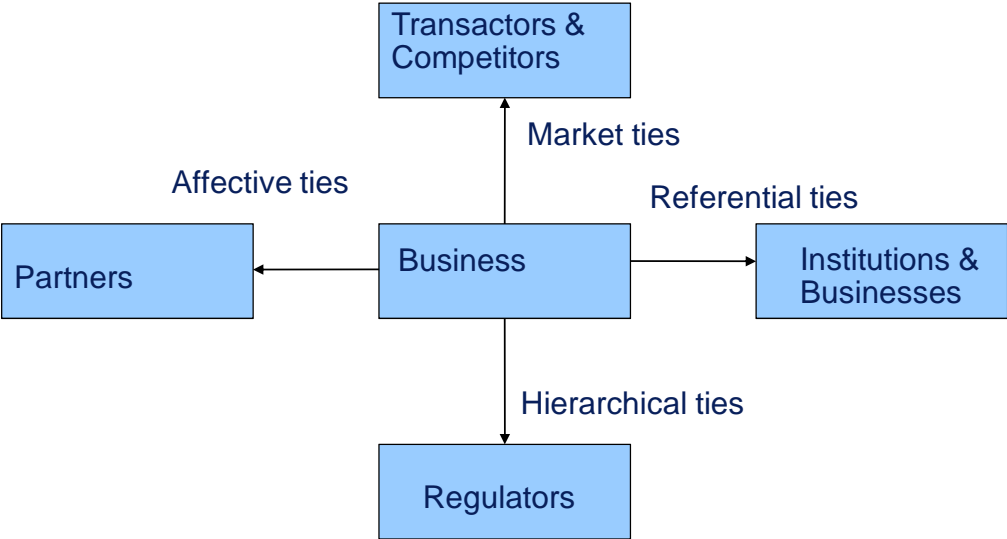 Transactors &
Competitors
Market ties
Affective ties
Referential ties
Partners
Business
Institutions &
Businesses
Hierarchical ties
Regulators